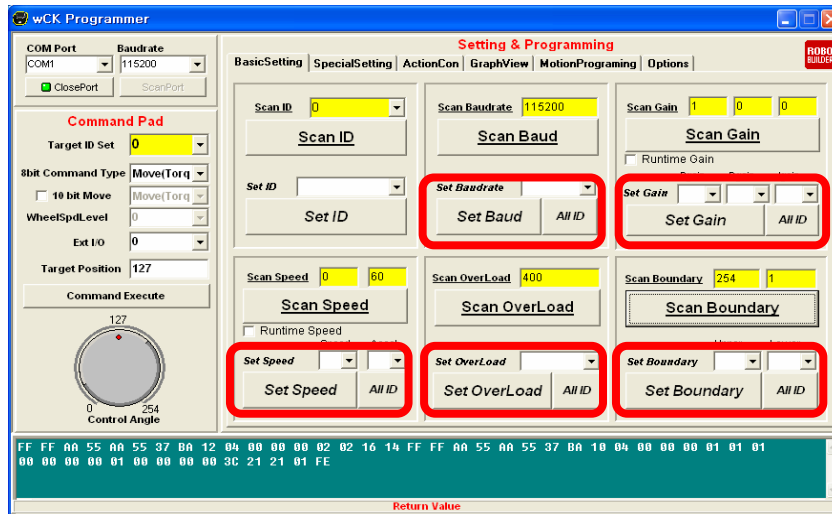 wCK Programmer
COM Port Baudrate
COM1 115200
ClosePort ScanPort
Command Pad
Target ID Set 0
8bit Command Type Move(Torq
10 bit Move Move(Torq
WheelSpdLevel 0
Ext I/O 0
Target Position 127
Command Execute
127
0 254
Control Angle
Setting & Programming
ROBO
BUILDER
BasicSetting SpecialSetting ActionCon GraphView MotionPrograming Options
Scan ID 0
Scan ID
Set ID
Set ID
Scan Baudrate 115200
Scan Baud
Set Baudrate
Set Baud All ID
Scan Gain 1 0 0
Scan Gain
Runtime Gain
Set Gain
Set Gain All ID
Scan Speed 0 60
Scan Speed
Runtime Speed
Set Speed
Set Speed All ID
Scan OverLoad 400
Scan OverLoad
Set OverLoad
Set OverLoad All ID
Scan Boundary 254 1
Scan Boundary
Set Boundary
Set Boundary All ID
FF FF AA 55 AA 55 37 BA 12 04 00 00 00 02 02 16 14 FF FF AA 55 AA 55 37 BA 10 04 00 00 00 01 01 01
00 00 00 00 01 00 00 00 00 3C 21 21 01 FE
Return Value